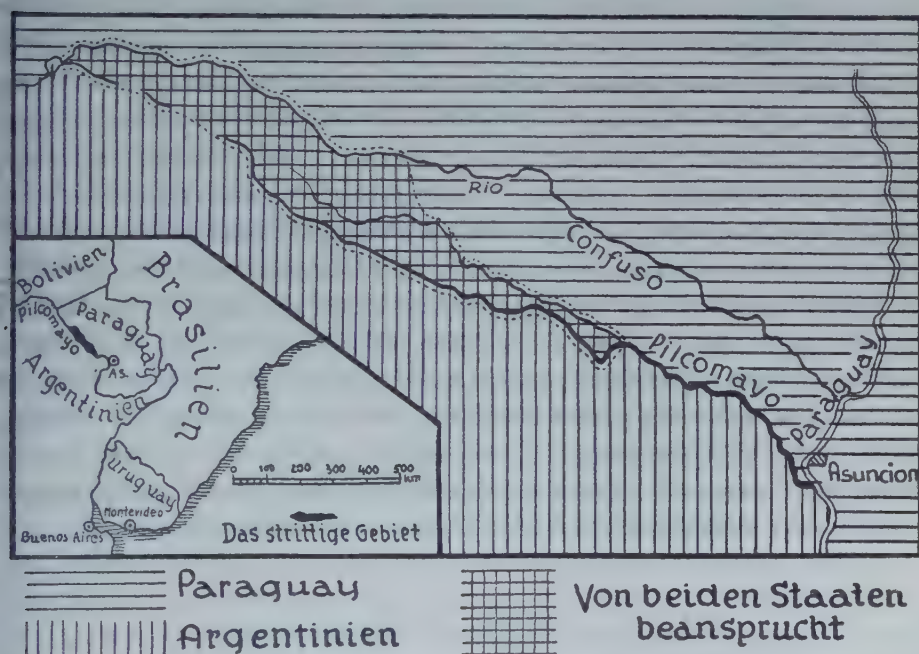 Rio
Confuso
Pilcomayo
Paraguay
Asuncion
Bolivien
Pilcomayo
Paraguay
As.
Argentinien
Brasilien
Uruguay
Montevideo
Buenos Aires
0 100 200 300 400 500
km
Das strittige Gebiet
Paraguay
Argentinien
Von beiden Staaten
beansprucht